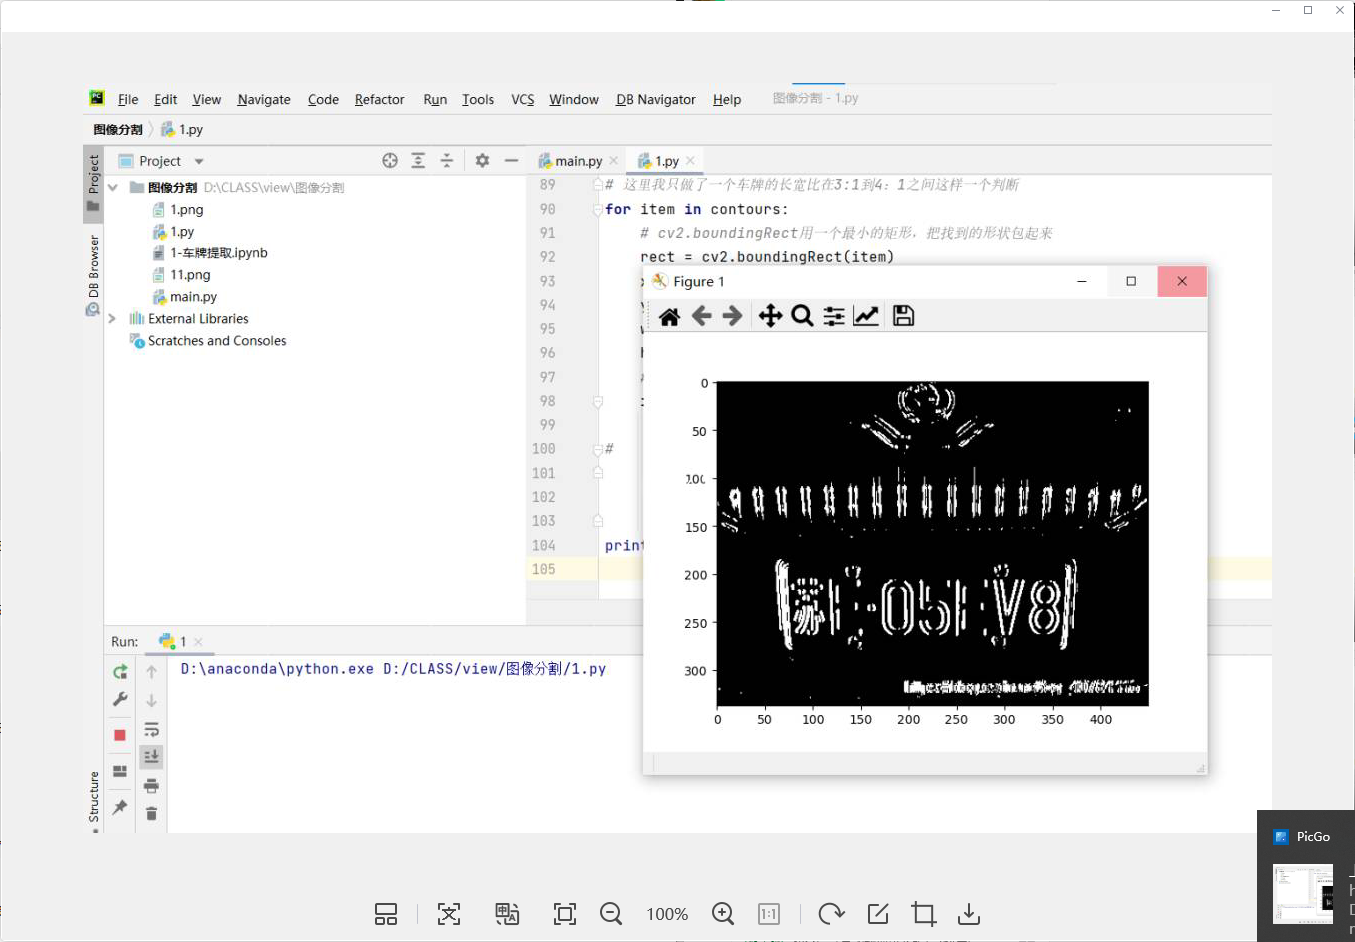 File Edit View Navigate Code Refactor Run Tools VCS Window DB Navigator Help 图像分割 - 1.py
图像分割 1.py
Project
Project
DB Browser
Structure
图像分割 D:\CLASS\view\图像分割
1.png
1.py
1-车牌提取.ipynb
11.png
main.py
External Libraries
Scratches and Consoles
main.py 1.py
89 # 这里我只做了一个车牌的长宽比在3:1到4：1之间这样一个判断
90 for item in contours:
91 # cv2.boundingRect用一个最小的矩形，把找到的形状包起来
92 rect = cv2.boundingRect(item)
93
94
95
96
97
98
99
100 #
101
102
103
104 print
105
Figure 1
0
50
100
150
200
250
300
0 50 100 150 200 250 300 350 400
051 V8
Run: 1
D:\anaconda\python.exe D:/CLASS/view/图像分割/1.py
100% 1:1
PicGo